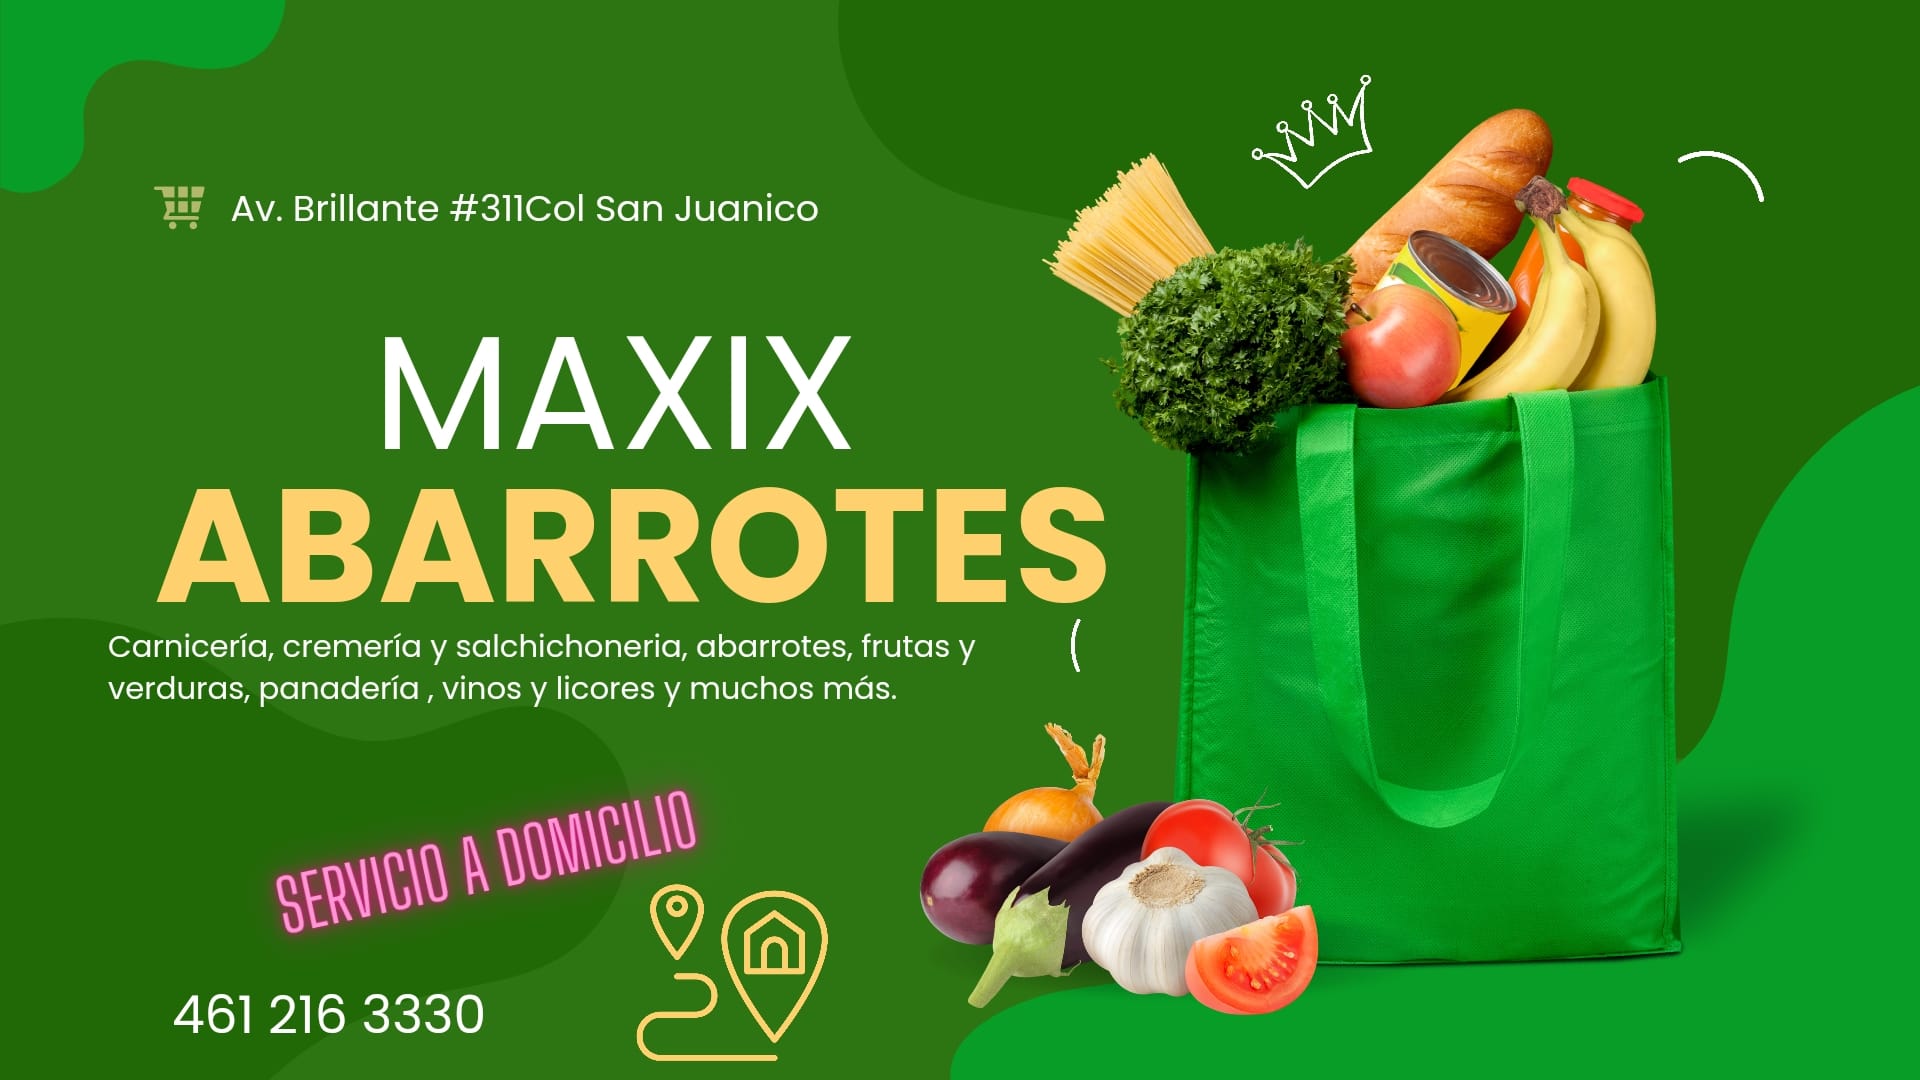 Av. Brillante #311Col San Juanico
MAXIX
ABARROTES
Carnicería, cremería y salchichoneria, abarrotes, frutas y
verduras, panadería , vinos y licores y muchos más.
SERVICIO A DOMICILIO
461 216 3330